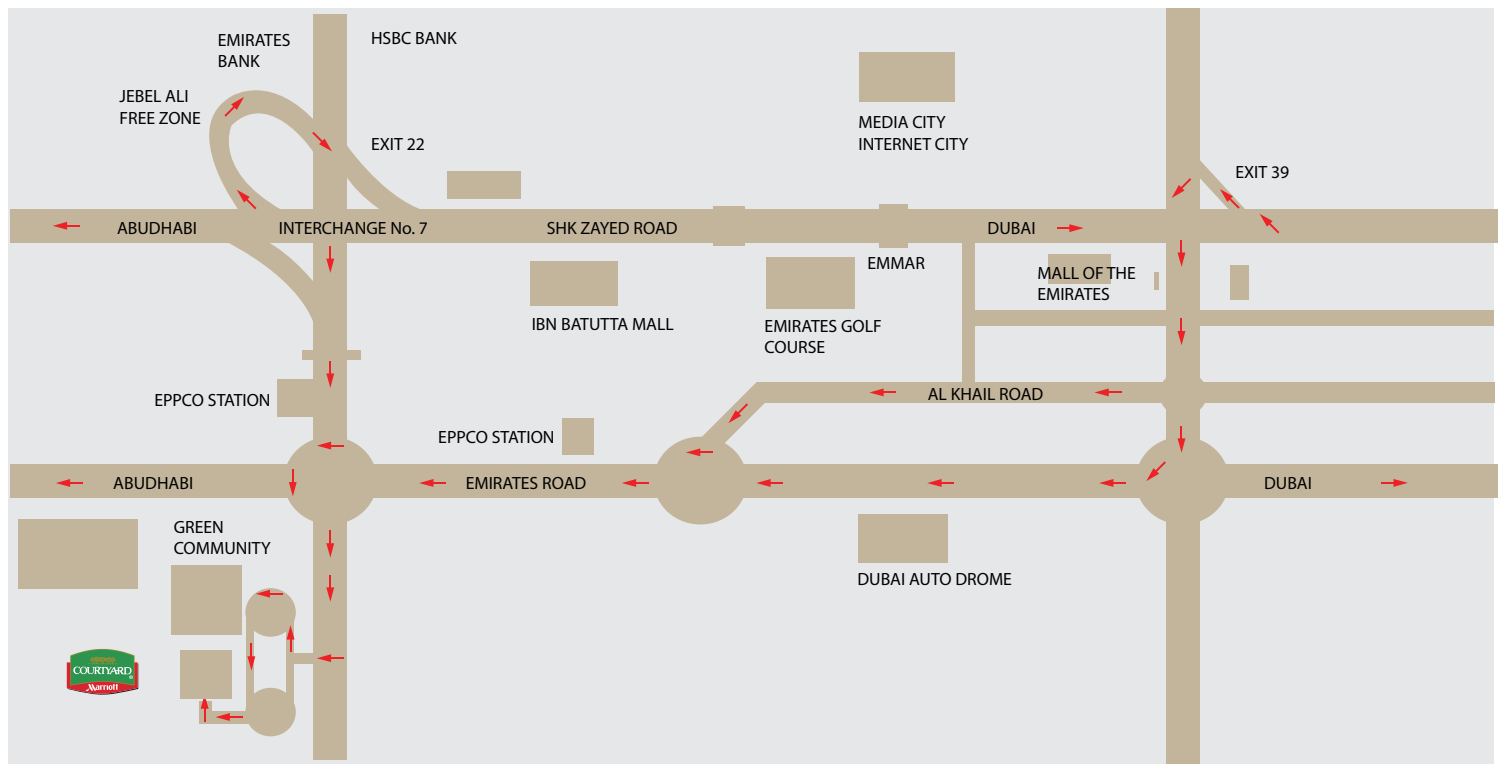 EMIRATES
BANK
HSBC BANK
JEBEL ALI
FREE ZONE
EXIT 22
MEDIA CITY
INTERNET CITY
EXIT 39
ABUDHABI
INTERCHANGE No. 7
SHK ZAYED ROAD
DUBAI
EMMAR
MALL OF THE
EMIRATES
IBN BATUTTA MALL
EMIRATES GOLF
COURSE
EPPCO STATION
AL KHAIL ROAD
EPPCO STATION
ABUDHABI
EMIRATES ROAD
DUBAI
GREEN
COMMUNITY
DUBAI AUTO DROME
COURTYARD
Marriott